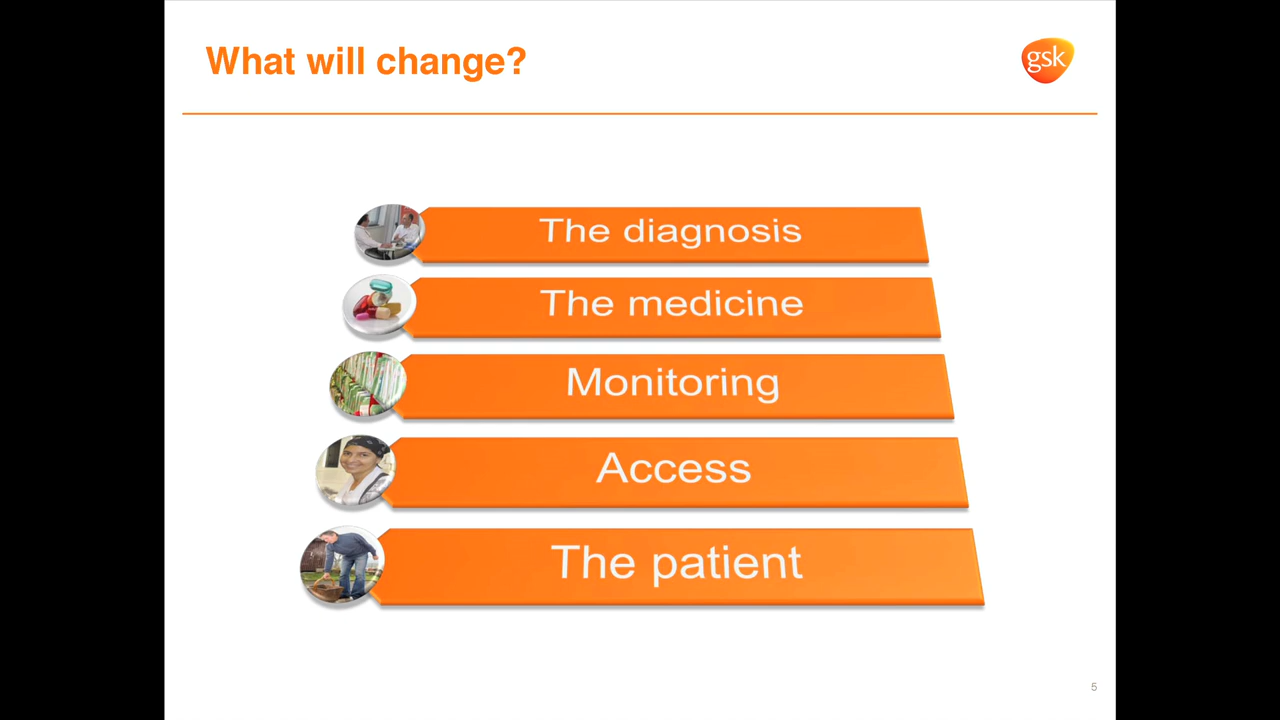 What will change?
gsk
The diagnosis
The medicine
Monitoring
Access
The patient
5